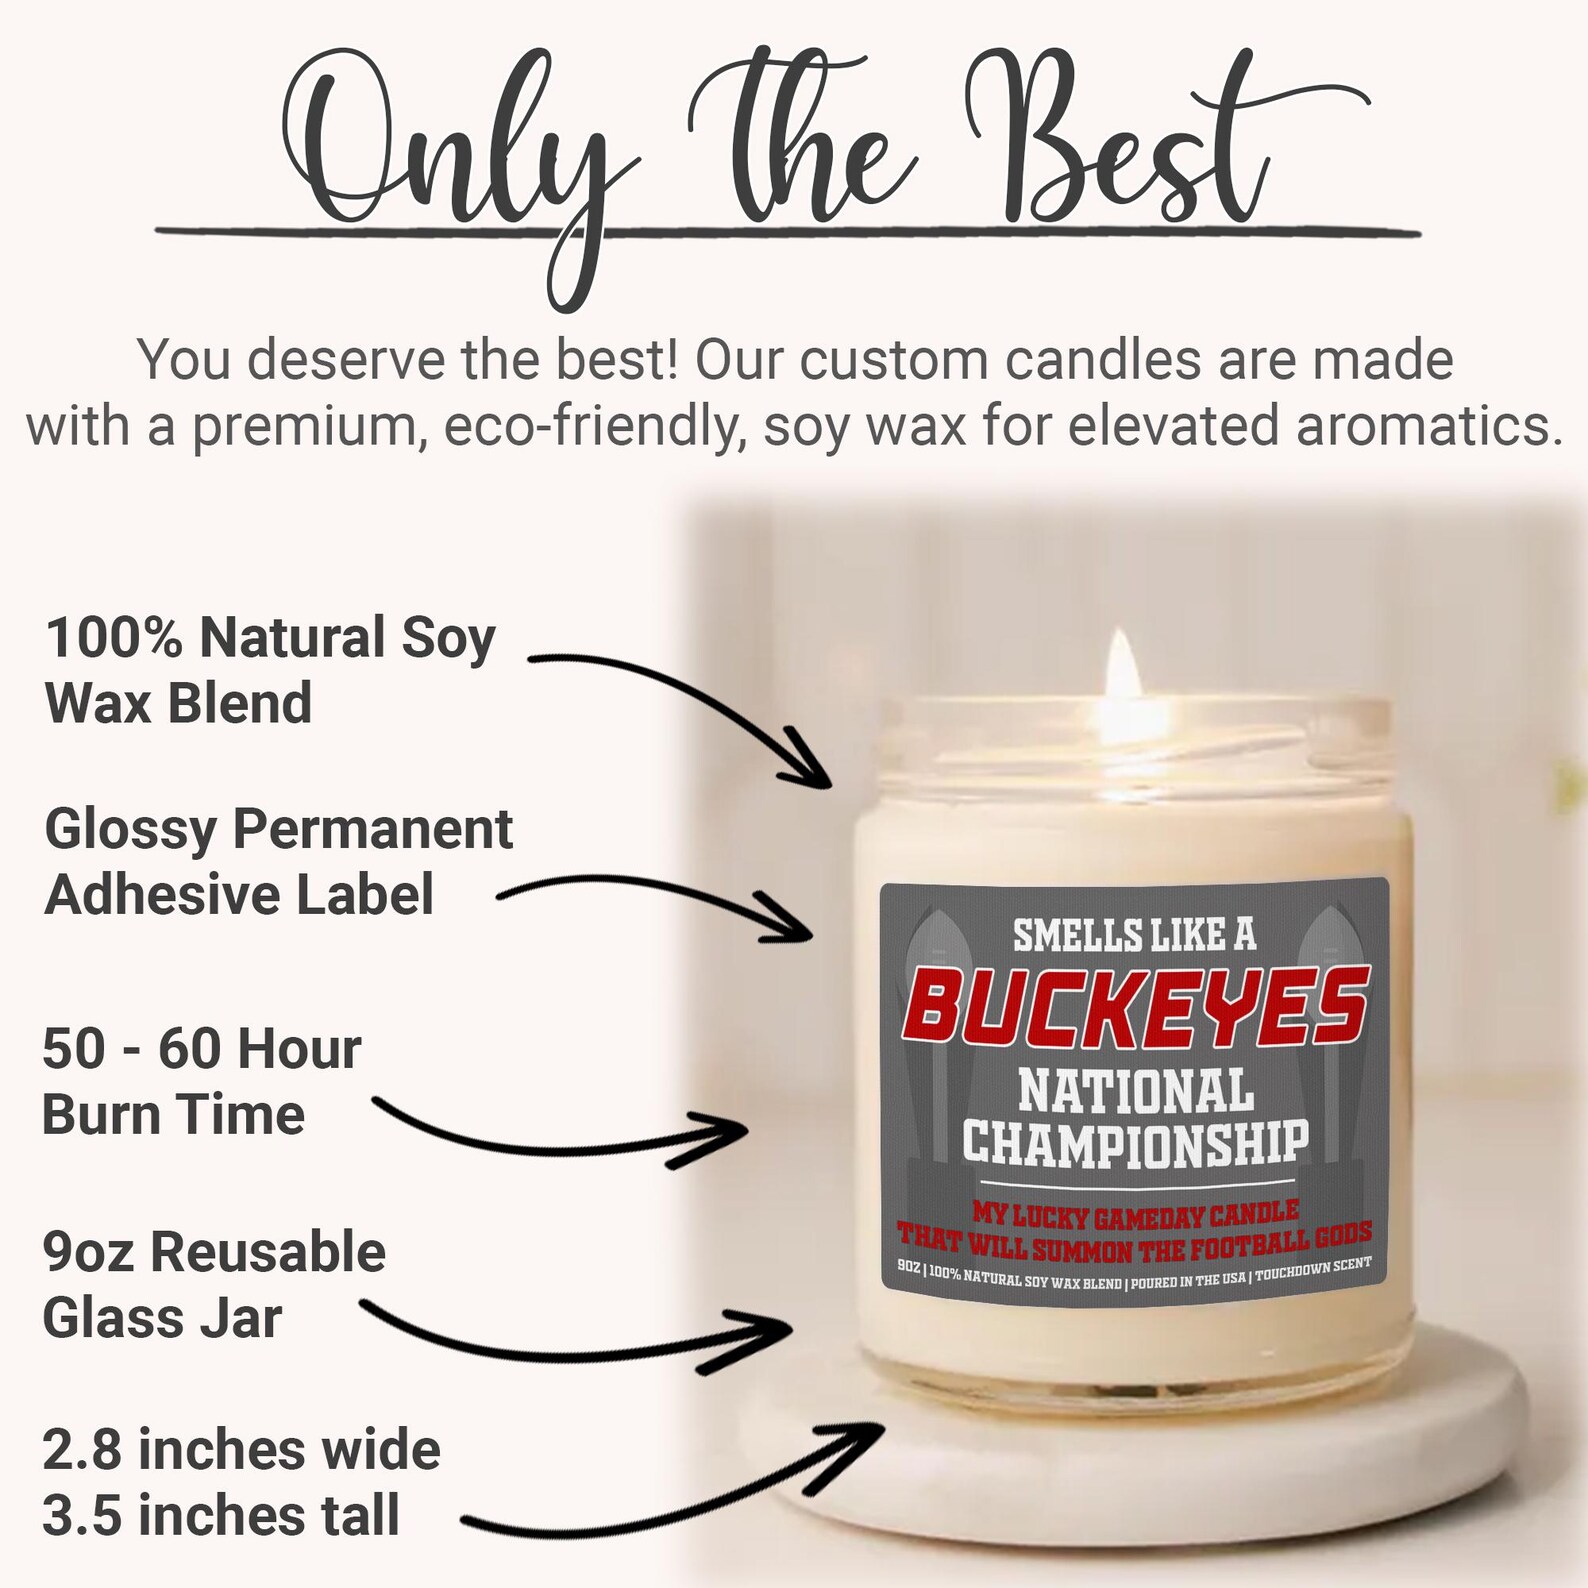 Only the Best
You deserve the best! Our custom candles are made
with a premium, eco-friendly, soy wax for elevated aromatics.
100% Natural Soy
Wax Blend
Glossy Permanent
Adhesive Label
50 - 60 Hour
Burn Time
9oz Reusable
Glass Jar
2.8 inches wide
3.5 inches tall
SMELLS LIKE A
BUCKEYES
NATIONAL
CHAMPIONSHIP
MY LUCKY GAMEDAY CANDLE
THAT WILL SUMMON THE FOOTBALL GODS
9OZ | 100% NATURAL SOY WAX BLEND | POURED IN THE USA | TOUCHDOWN SCENT